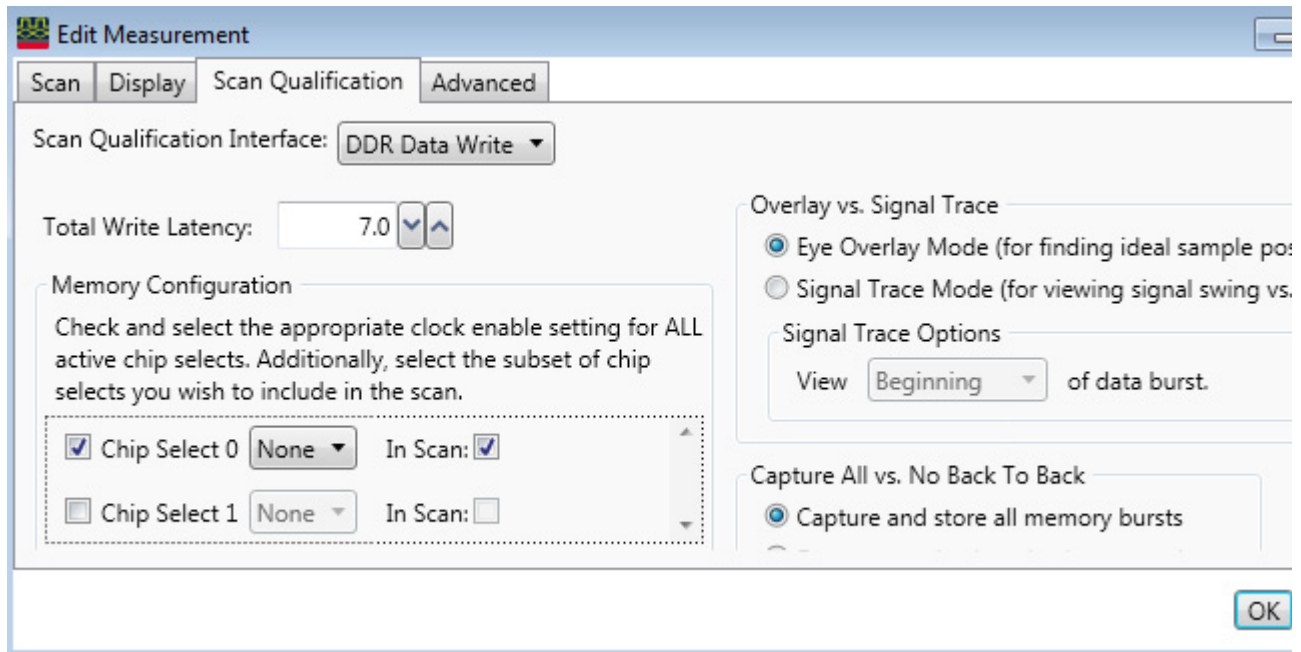 Edit Measurement
Scan Display Scan Qualification Advanced
Scan Qualification Interface: DDR Data Write
Total Write Latency: 7.0
Memory Configuration
Check and select the appropriate clock enable setting for ALL
active chip selects. Additionally, select the subset of chip
selects you wish to include in the scan.
Chip Select 0 None In Scan:
Chip Select 1 None In Scan:
Overlay vs. Signal Trace
Eye Overlay Mode (for finding ideal sample pos
Signal Trace Mode (for viewing signal swing vs.
Signal Trace Options
View Beginning of data burst.
Capture All vs. No Back To Back
Capture and store all memory bursts
OK